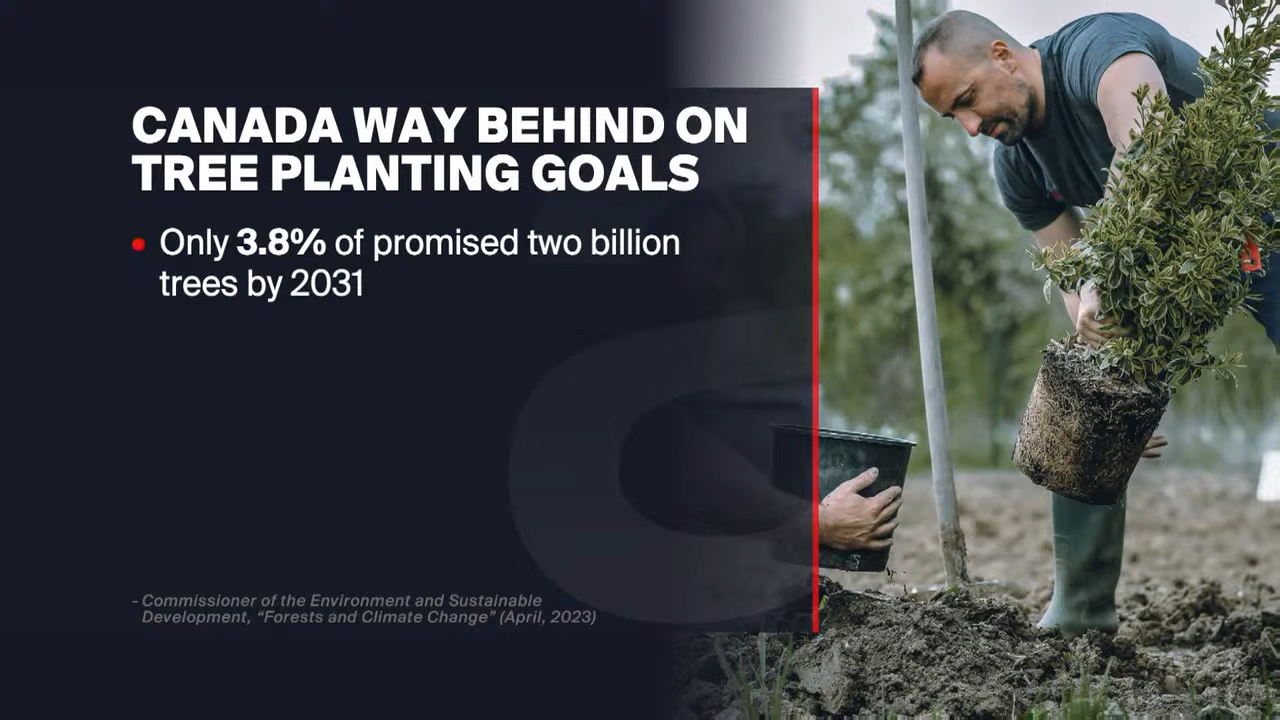 CANADA WAY BEHIND ON
TREE PLANTING GOALS
• Only 3.8% of promised two billion
trees by 2031
- Commissioner of the Environment and Sustainable
Development, “Forests and Climate Change” (April, 2023)